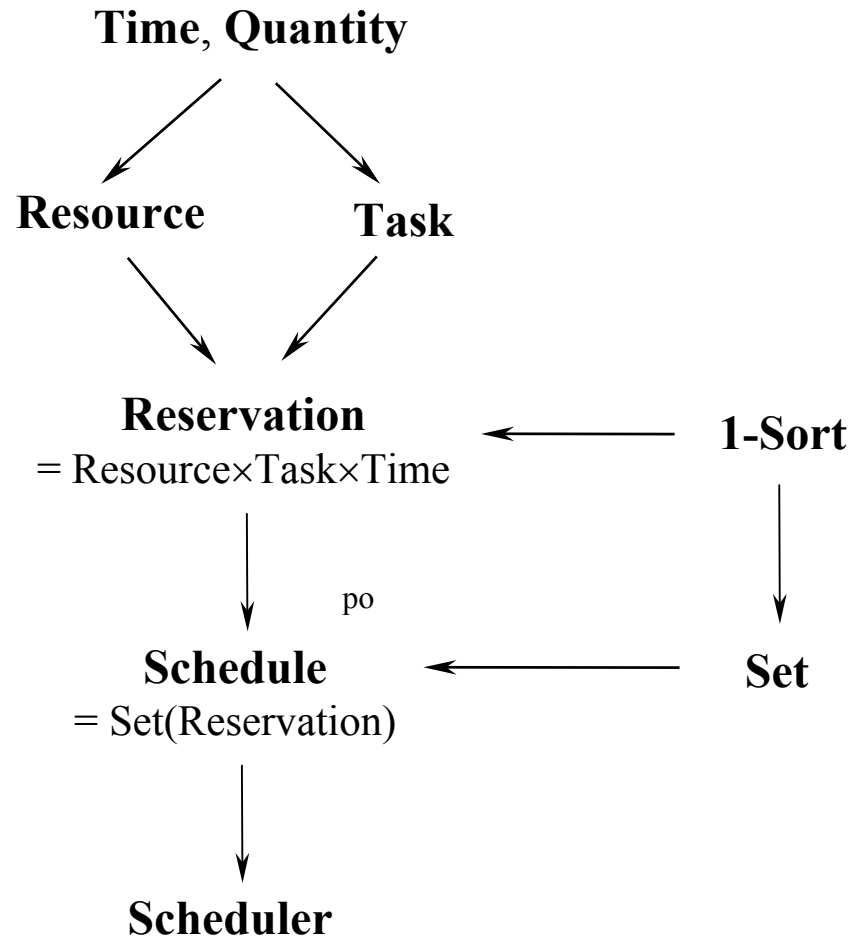 Time, Quantity
Resource
Task
Reservation
= Resource×Task×Time
1-Sort
po
Schedule
= Set(Reservation)
Set
Scheduler